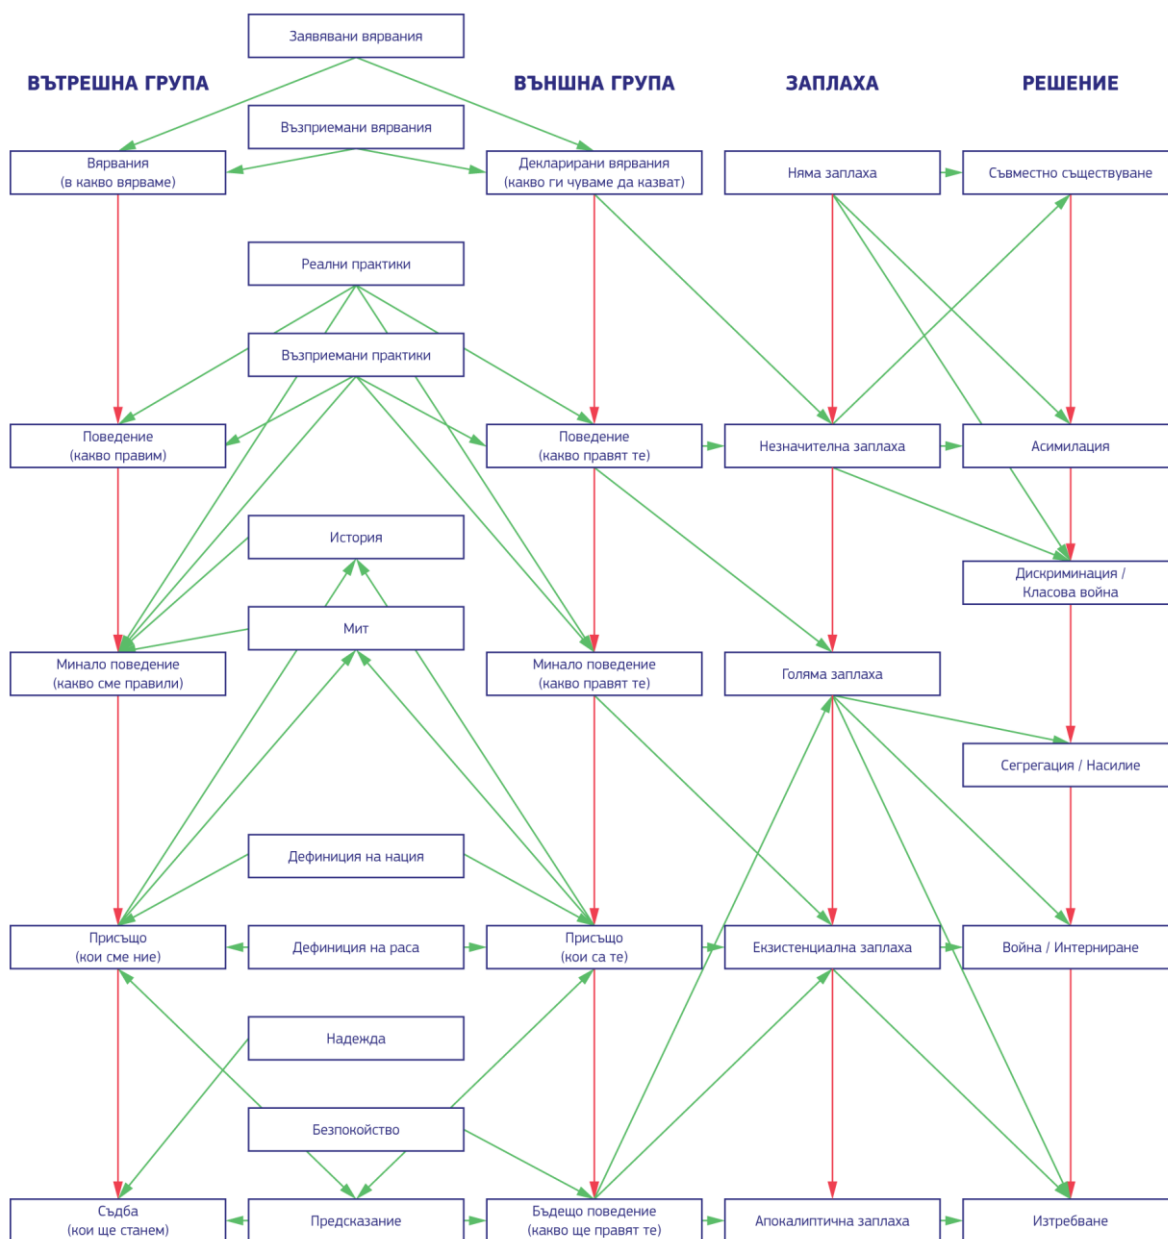 Заявявани вярвания
ВЪТРЕШНА ГРУПА
ВЪНШНА ГРУПА
ЗАПЛАХА
РЕШЕНИЕ
Възприемани вярвания
Вярвания
(в какво вярваме)
Декларирани вярвания
(какво ги чуваме да казват)
Няма заплаха
Съвместно съществуване
Реални практики
Възприемани практики
Поведение
(какво правим)
Поведение
(какво правят те)
Незначителна заплаха
Асимилация
История
Дискриминация /
Класова война
Мит
Минало поведение
(какво сме правили)
Минало поведение
(какво правят те)
Голяма заплаха
Сегрегация / Насилие
Дефиниция на нация
Присъщо
(кои сме ние)
Дефиниция на раса
Присъщо
(кои са те)
Екзистенциална заплаха
Война / Интерниране
Надежда
Безпокойство
Съдба
(кои ще станем)
Предсказание
Бъдещо поведение
(какво ще правят те)
Апокалиптична заплаха
Изтребване